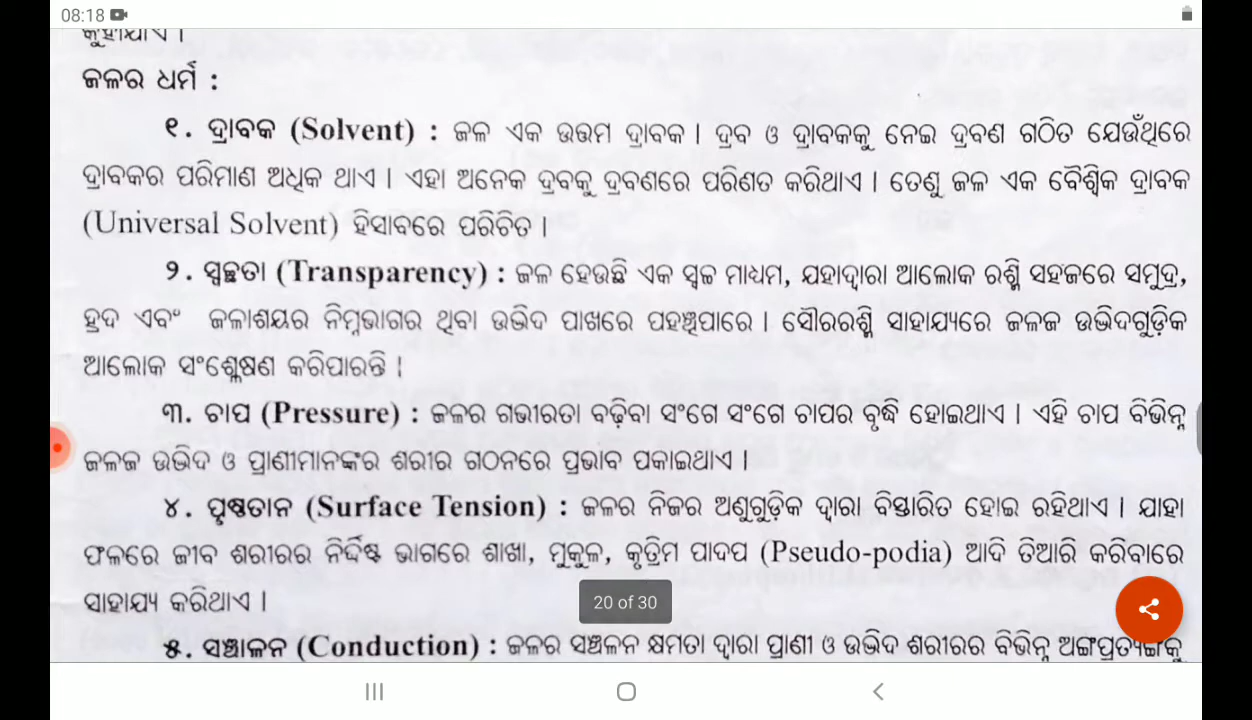 08:18
କୁହାଯାଏ।
ଜଳର ଧର୍ମ :
୧. ଦ୍ରାବକ (Solvent) : ଜଳ ଏକ ଉତ୍ତମ ଦ୍ରାବକ। ଦ୍ରବ ଓ ଦ୍ରାବକକୁ ନେଇ ଦ୍ରବଣ ଗଠିତ ଯେଉଁଥିରେ
ଦ୍ରାବକର ପରିମାଣ ଅଧିକ ଥାଏ। ଏହା ଅନେକ ଦ୍ରବକୁ ଦ୍ରବଣରେ ପରିଣତ କରିଥାଏ। ତେଣୁ ଜଳ ଏକ ବୈଶ୍ୱିକ ଦ୍ରାବକ
(Universal Solvent) ହିସାବରେ ପରିଚିତ।
୨. ସ୍ୱଚ୍ଛତା (Transparency) : ଜଳ ହେଉଛି ଏକ ସ୍ୱଚ୍ଛ ମାଧ୍ୟମ, ଯହାଦ୍ୱାରା ଆଲୋକ ରଶ୍ମି ସହଜରେ ସମୁଦ୍ର,
ହ୍ରଦ ଏବଂ ଜଳାଶୟର ନିମ୍ନଭାଗର ଥିବା ଉଦ୍ଭିଦ ପାଖରେ ପହଞ୍ଚିପାରେ। ସୌରରଶ୍ମି ସାହାଯ୍ୟରେ ଜଳଜ ଉଦ୍ଭିଦଗୁଡ଼ିକ
ଆଲୋକ ସଂଶ୍ଳେଷଣ କରିପାରନ୍ତି।
୩. ଚାପ (Pressure) : ଜଳର ଗଭୀରତା ବଢ଼ିବା ସଂଗେ ସଂଗେ ଚାପର ବୃଦ୍ଧି ହୋଇଥାଏ। ଏହି ଚାପ ବିଭିନ୍ନ
ଜଳଜ ଉଦ୍ଭିଦ ଓ ପ୍ରାଣୀମାନଙ୍କର ଶରୀର ଗଠନରେ ପ୍ରଭାବ ପକାଇଥାଏ।
୪. ପୃଷ୍ଠତାନ (Surface Tension) : ଜଳର ନିଜର ଅଣୁଗୁଡ଼ିକ ଦ୍ୱାରା ବିସ୍ତାରିତ ହୋଇ ରହିଥାଏ। ଯାହା
ଫଳରେ ଜୀବ ଶରୀରର ନିର୍ଦ୍ଦିଷ୍ଟ ଭାଗରେ ଶାଖା, ମୁକୁଳ, କୃତ୍ରିମ ପାଦପ (Pseudo-podia) ଆଦି ତିଆରି କରିବାରେ
ସାହାଯ୍ୟ କରିଥାଏ।
20 of 30
୫. ସଞ୍ଚାଳନ (Conduction) : ଜଳର ସଞ୍ଚଳନ କ୍ଷମତା ଦ୍ୱାରା ପ୍ରାଣୀ ଓ ଉଦ୍ଭିଦ ଶରୀରର ବିଭିନ୍ନ ଅଙ୍ଗପ୍ରତ୍ୟଙ୍ଗକୁ